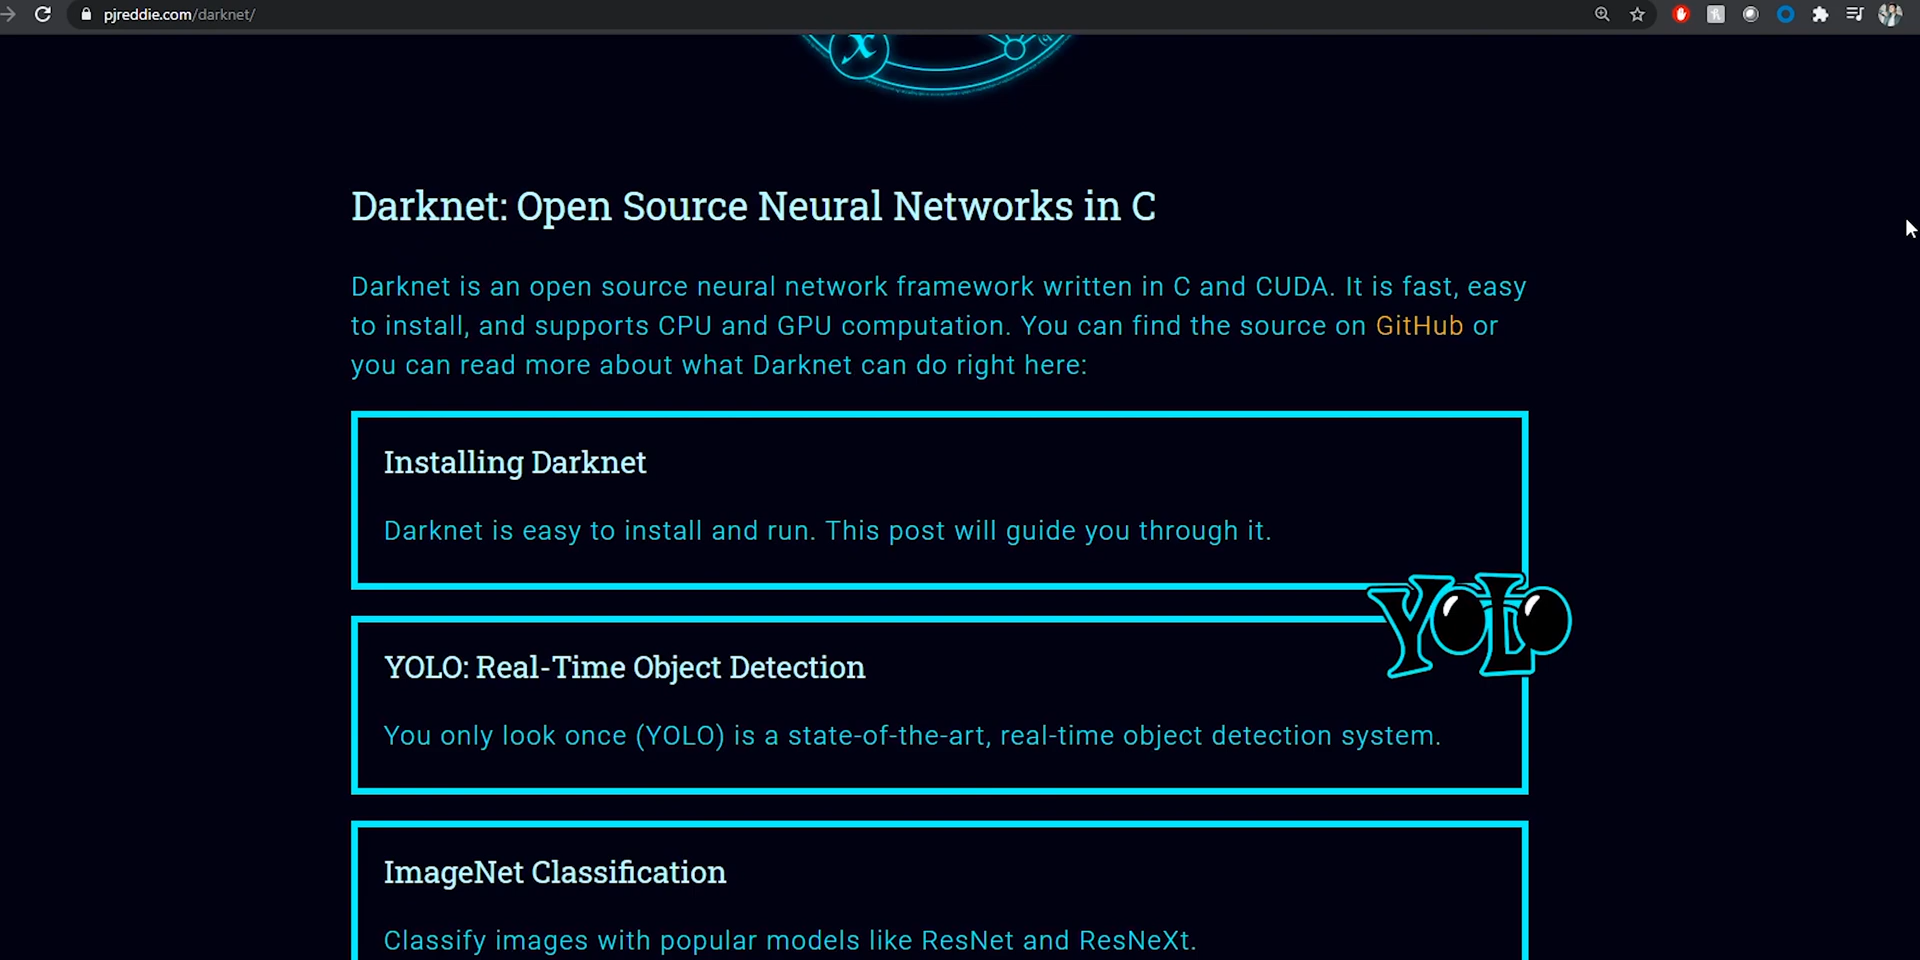 pjreddie.com/darknet/
x
Darknet: Open Source Neural Networks in C
Darknet is an open source neural network framework written in C and CUDA. It is fast, easy
to install, and supports CPU and GPU computation. You can find the source on GitHub or
you can read more about what Darknet can do right here:
Installing Darknet
Darknet is easy to install and run. This post will guide you through it.
YOLO
YOLO: Real-Time Object Detection
You only look once (YOLO) is a state-of-the-art, real-time object detection system.
ImageNet Classification
Classify images with popular models like ResNet and ResNeXt.